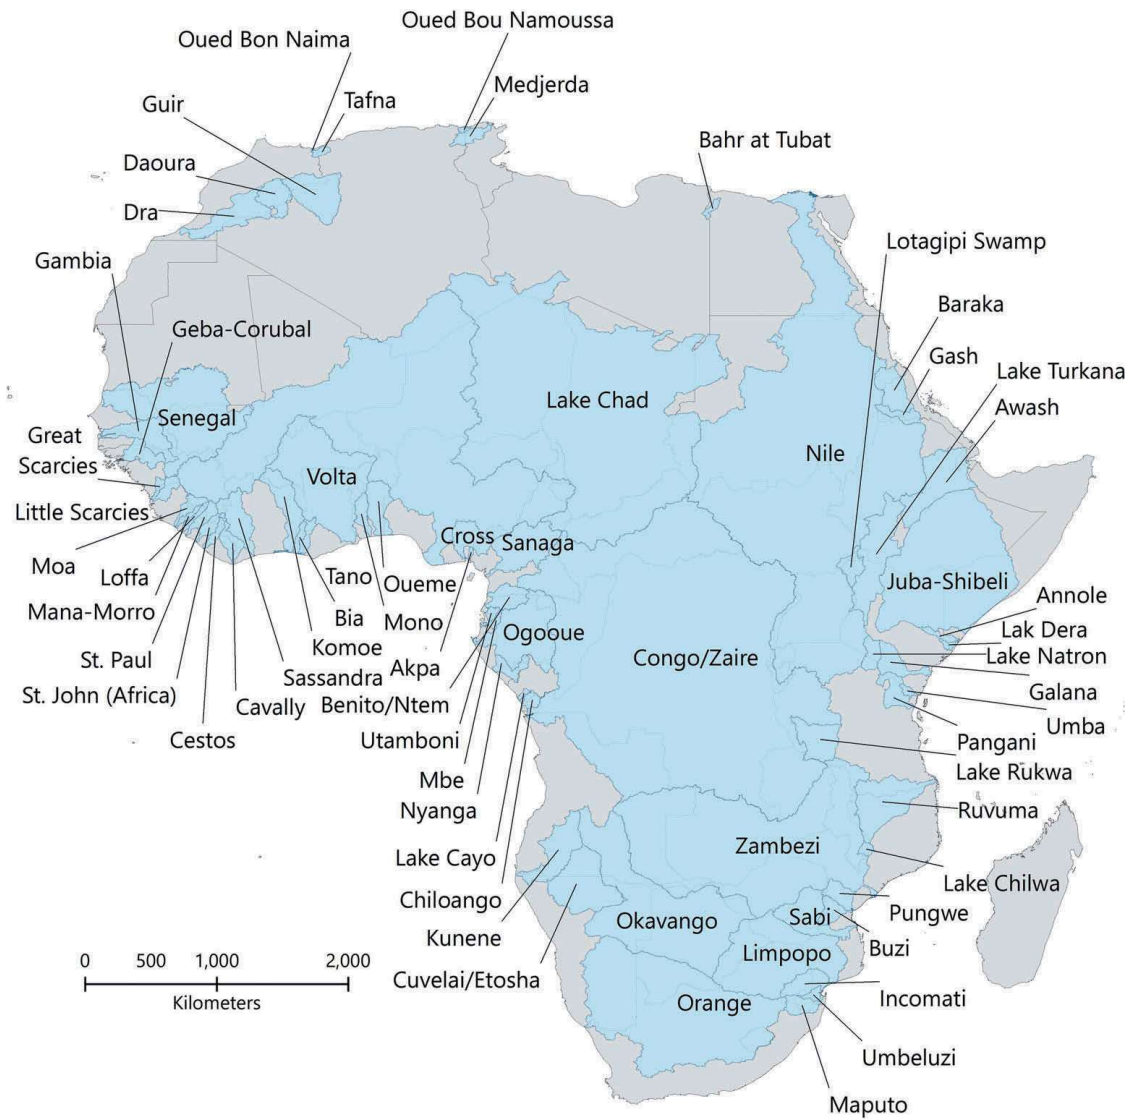 Oued Bou Namoussa
Oued Bon Naima
Medjerda
Tafna
Guir
Bahr at Tubat
Daoura
Dra
Lotagipi Swamp
Gambia
Baraka
Geba-Corubal
Gash
Lake Turkana
Lake Chad
Awash
Senegal
Great
Scarcies
Nile
Volta
Little Scarcies
Cross
Sanaga
Moa
Loffa
Tano
Oueme
Juba-Shibeli
Annole
Mana-Morro
Bia
Mono
Lak Dera
Ogooue
Komoe
Lake Natron
St. Paul
Congo/Zaire
Akpa
Sassandra
St. John (Africa)
Galana
Benito/Ntem
Cavally
Umba
Cestos
Utamboni
Pangani
Lake Rukwa
Mbe
Nyanga
Ruvuma
Zambezi
Lake Cayo
Lake Chilwa
Chiloango
Pungwe
Sabi
Okavango
Kunene
Buzi
Limpopo
0 500 1,000 2,000
Kilometers
Cuvelai/Etosha
Incomati
Orange
Umbeluzi
Maputo